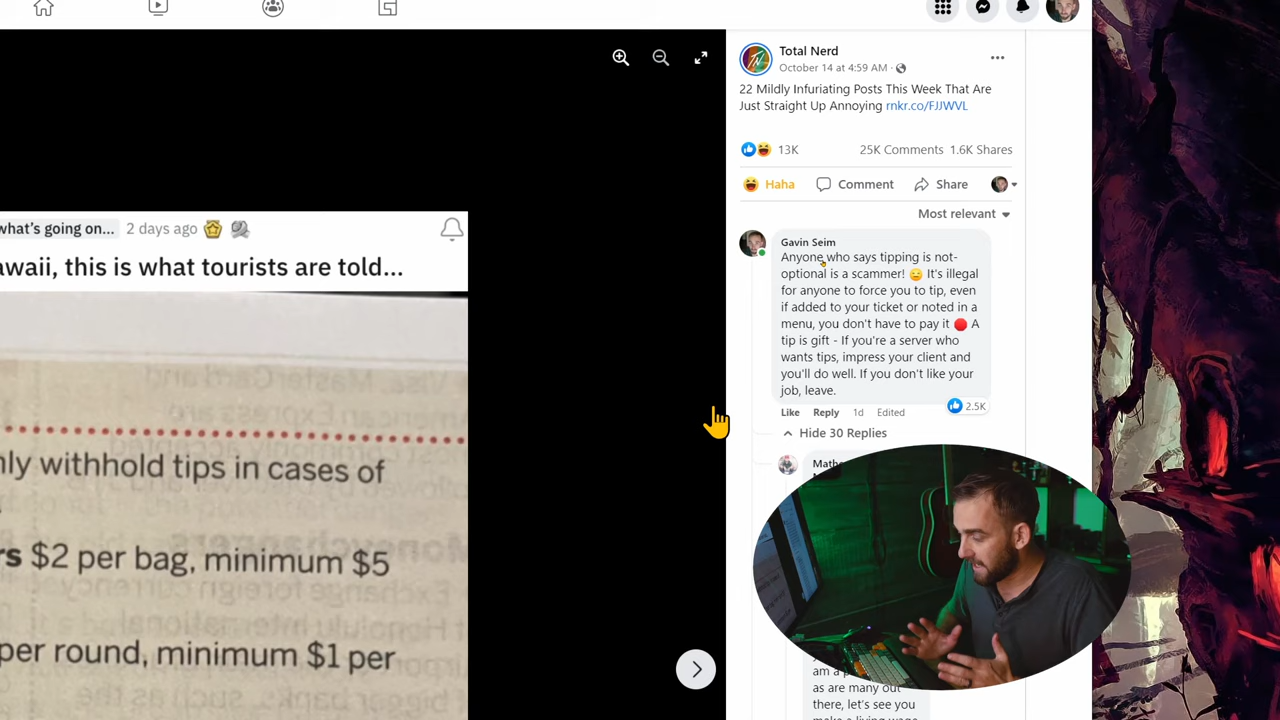 what's going on... 2 days ago
awaii, this is what tourists are told...
nly withhold tips in cases of
rs $2 per bag, minimum $5
per round, minimum $1 per
Total Nerd
October 14 at 4:59 AM ·
22 Mildly Infuriating Posts This Week That Are
Just Straight Up Annoying rnkr.co/FJJWVL
13K 25K Comments 1.6K Shares
Haha Comment Share
Most relevant
Gavin Seim
Anyone who says tipping is not-
optional is a scammer! It's illegal
for anyone to force you to tip, even
if added to your ticket or noted in a
menu, you don't have to pay it A
tip is gift - If you're a server who
wants tips, impress your client and
you'll do well. If you don't like your
job, leave.
Like Reply 1d Edited 2.5K
Hide 30 Replies
Mathe
am a p
as are many out
there, let's see you
make a living wage